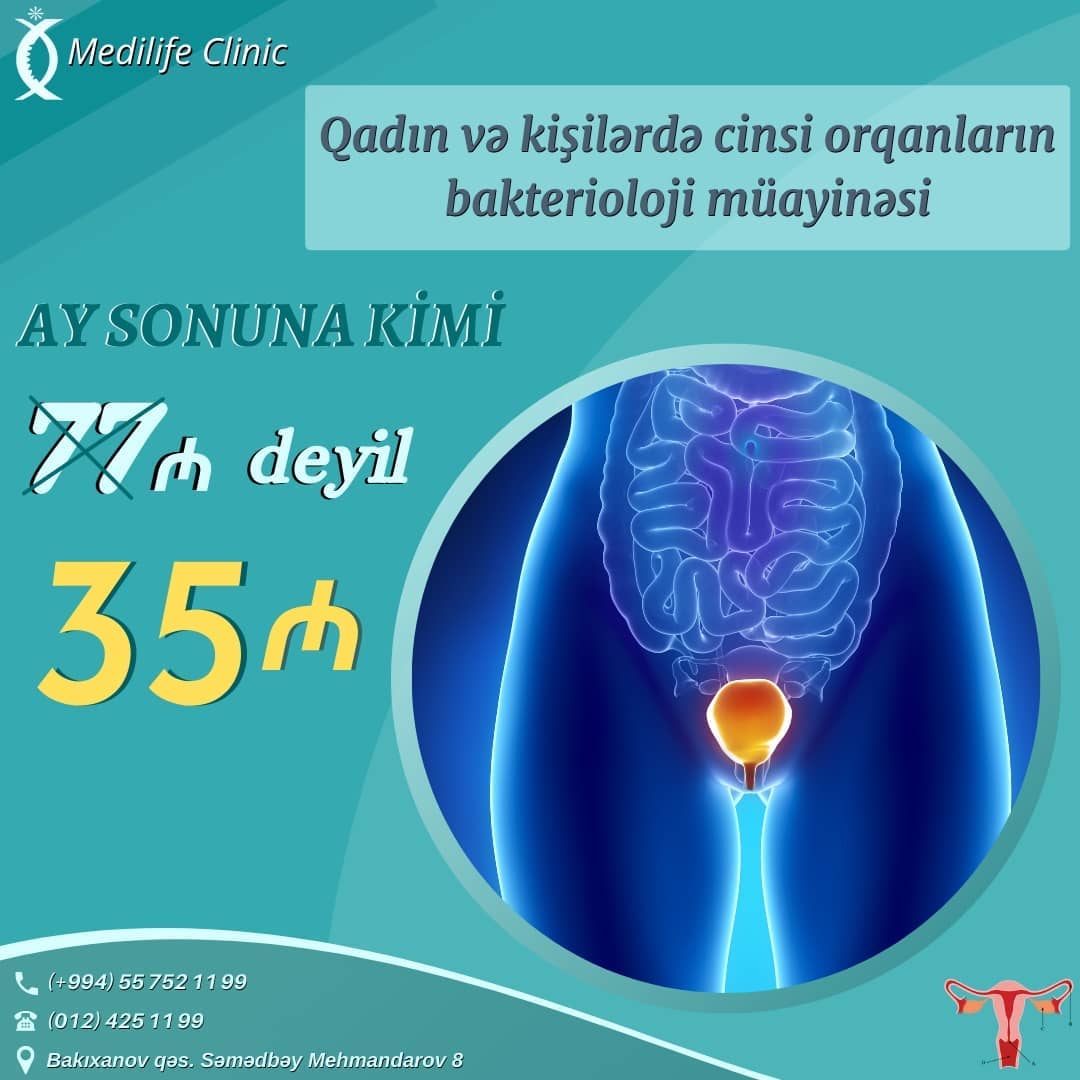 Medilife Clinic
Qadın və kişilərdə cinsi orqanların
bakterioloji müayinəsi
AY SONUNA KİMİ
77₼ deyil
35₼
(+994) 55 752 11 99
(012) 425 11 99
Bakıxanov qəs. Səmədbəy Mehmandarov 8